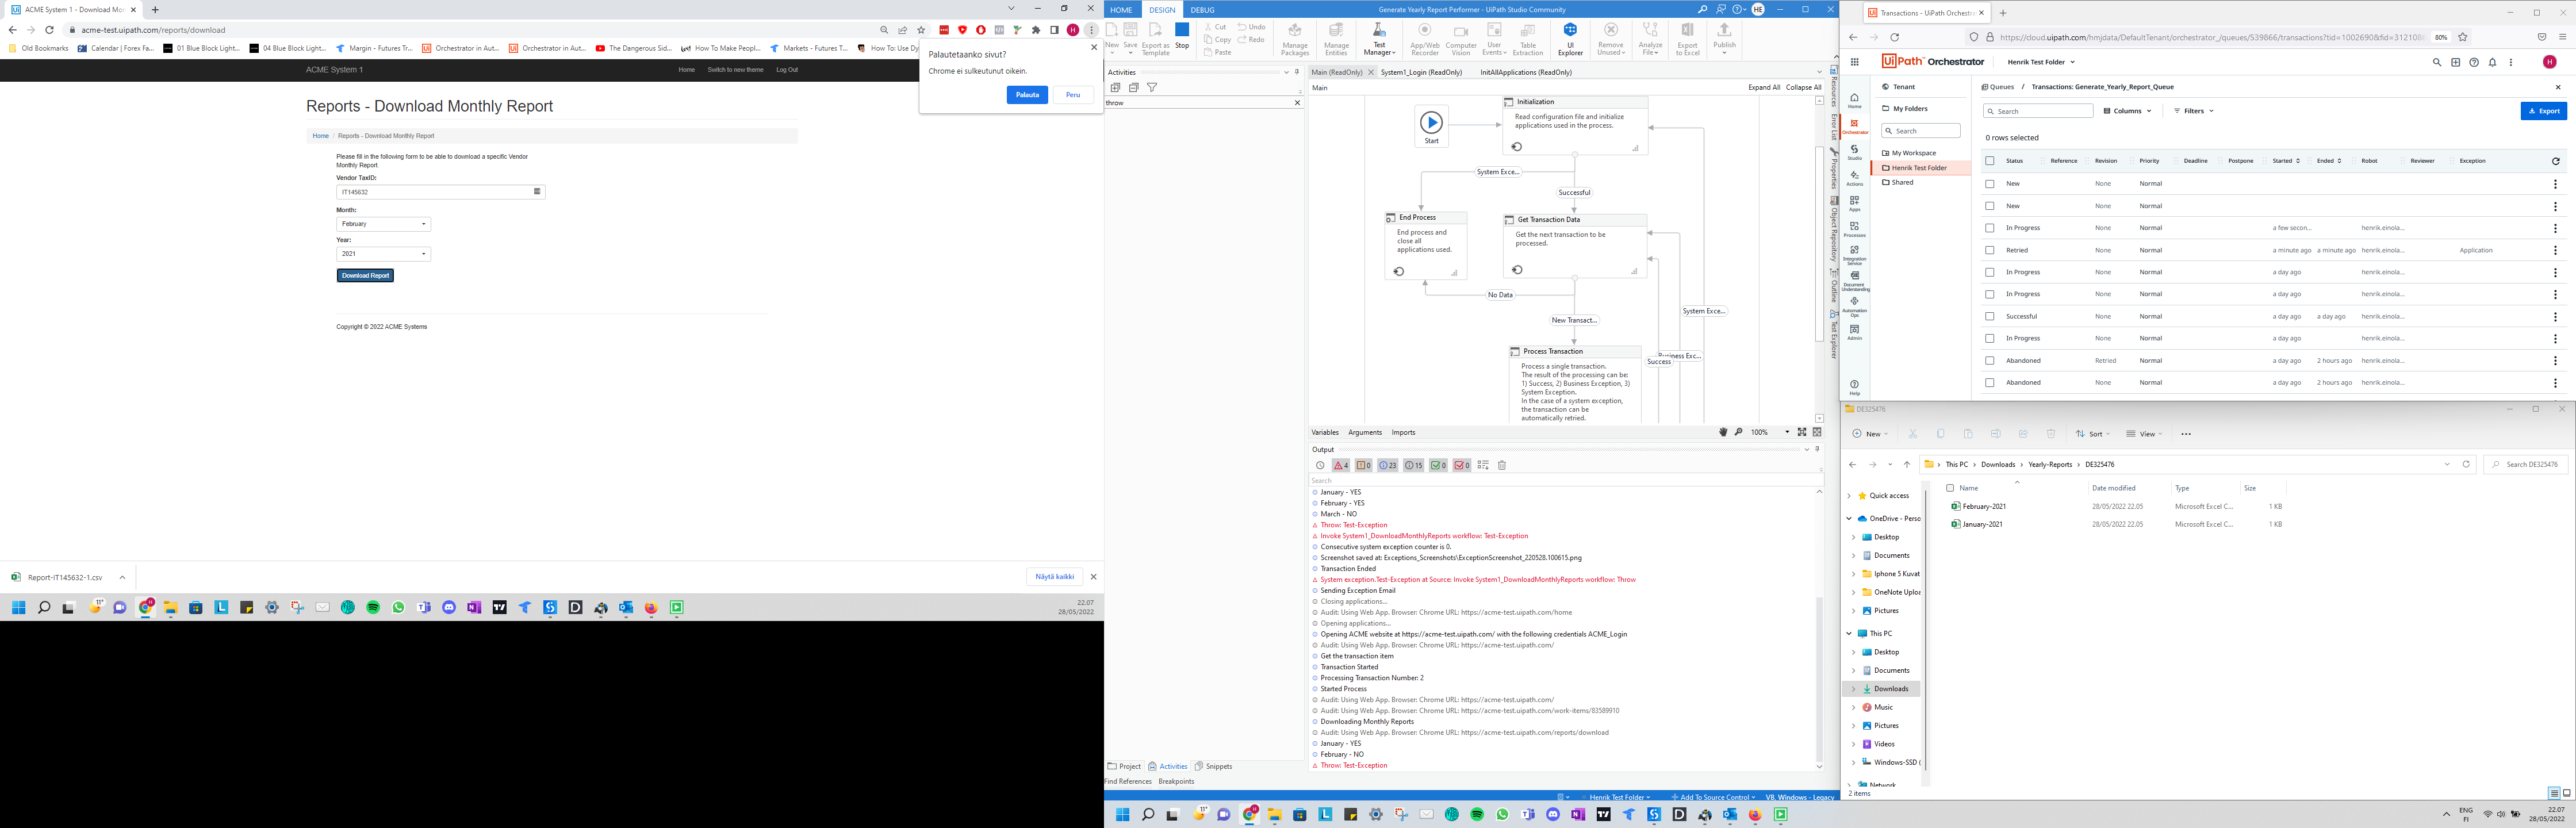 ACME System 1 - Download Mon
acme-test.uipath.com/reports/download
Old Bookmarks
Calendar | Forex Fa...
01 Blue Block Light...
04 Blue Block Light...
Margin - Futures Tr...
Orchestrator in Aut...
Orchestrator in Aut...
The Dangerous Sid...
How To Make Peopl...
Markets - Futures T...
How To: Use Dy
ACME System 1
Home
Switch to new theme
Log Out
Palautetaanko sivut?
Chrome ei sulkeutunut oikein.
Palauta
Peru
Reports - Download Monthly Report
Home / Reports - Download Monthly Report
Please fill in the following form to be able to download a specific Vendor
Monthly Report
Vendor TaxID:
IT145632
Month:
February
Year:
2021
Download Report
Copyright © 2022 ACME Systems
Report-IT145632-1.csv
Näytä kaikki
22.07
28/05/2022
HOME
DESIGN
DEBUG
Generate Yearly Report Performer - UiPath Studio Community
HE
New
Save
Export as
Template
Stop
Cut
Copy
Paste
Undo
Redo
Manage
Packages
Manage
Entities
Test
Manager
App/Web
Recorder
Computer
Vision
User
Events
Table
Extraction
UI
Explorer
Remove
Unused
Analyze
File
Export
to Excel
Publish
Activities
throw
Main (ReadOnly)
System1_Login (ReadOnly)
InitAllApplications (ReadOnly)
Main
Expand All
Collapse All
Start
Initialization
Read configuration file and initialize
applications used in the process.
System Exce...
Successful
End Process
End process and
close all
applications used.
Get Transaction Data
Get the next transaction to be
processed.
No Data
New Transact...
System Exce...
Business Exc...
Success
Process Transaction
Process a single transaction.
The result of the processing can be:
1) Success, 2) Business Exception, 3)
System Exception.
In the case of a system exception,
the transaction can be
automatically retried.
Resources
Error List
Properties
Object Repository
Outline
Test Explorer
Variables
Arguments
Imports
100%
Output
4
0
23
15
0
0
Search
January - YES
February - YES
March - NO
Throw: Test-Exception
Invoke System1_DownloadMonthlyReports workflow: Test-Exception
Consecutive system exception counter is 0.
Screenshot saved at: Exceptions_Screenshots\ExceptionScreenshot_220528.100615.png
Transaction Ended
System exception.Test-Exception at Source: Invoke System1_DownloadMonthlyReports workflow: Throw
Sending Exception Email
Closing applications...
Audit: Using Web App. Browser: Chrome URL: https://acme-test.uipath.com/home
Opening applications...
Opening ACME website at https://acme-test.uipath.com/ with the following credentials ACME_Login
Audit: Using Web App. Browser: Chrome URL: https://acme-test.uipath.com/
Get the transaction item
Transaction Started
Processing Transaction Number: 2
Started Process
Audit: Using Web App. Browser: Chrome URL: https://acme-test.uipath.com/
Audit: Using Web App. Browser: Chrome URL: https://acme-test.uipath.com/work-items/83589910
Downloading Monthly Reports
Audit: Using Web App. Browser: Chrome URL: https://acme-test.uipath.com/reports/download
January - YES
February - NO
Throw: Test-Exception
Project
Activities
Snippets
Find References
Breakpoints
Henrik Test Folder
Add To Source Control
VB, Windows - Legacy
Transactions - UiPath Orchestra
https://cloud.uipath.com/hmjdata/DefaultTenant/orchestrator_/queues/539866/transactions?tid=1002690&fid=312108
80%
UiPath Orchestrator
Henrik Test Folder
H
Home
Orchestrator
Studio
Actions
Apps
Processes
Integration
Service
Document
Understanding
Automation
Ops
Admin
Help
Tenant
My Folders
Search
My Workspace
Henrik Test Folder
Shared
Queues / Transactions: Generate_Yearly_Report_Queue
Search
Columns
Filters
Export
0 rows selected
Status Reference Revision Priority Deadline Postpone Started Ended Robot Reviewer Exception
New None Normal
New None Normal
In Progress None Normal a few secon... henrik.einola...
Retried None Normal a minute ago a minute ago henrik.einola... Application
In Progress None Normal a day ago henrik.einola...
In Progress None Normal a day ago henrik.einola...
Successful None Normal a day ago a day ago henrik.einola...
In Progress None Normal a day ago henrik.einola...
Abandoned Retried Normal a day ago 2 hours ago henrik.einola...
Abandoned None Normal a day ago 2 hours ago henrik.einola...
DE325476
New
Sort
View
This PC > Downloads > Yearly-Reports > DE325476
Search DE325476
Quick access
OneDrive - Perso
Desktop
Documents
Iphone 5 Kuvat
OneNote Uploa
Pictures
This PC
Desktop
Documents
Downloads
Music
Pictures
Videos
Windows-SSD (
Network
Name Date modified Type Size
February-2021 28/05/2022 22.05 Microsoft Excel C... 1 KB
January-2021 28/05/2022 22.05 Microsoft Excel C... 1 KB
2 items
ENG
FI
22.07
28/05/2022